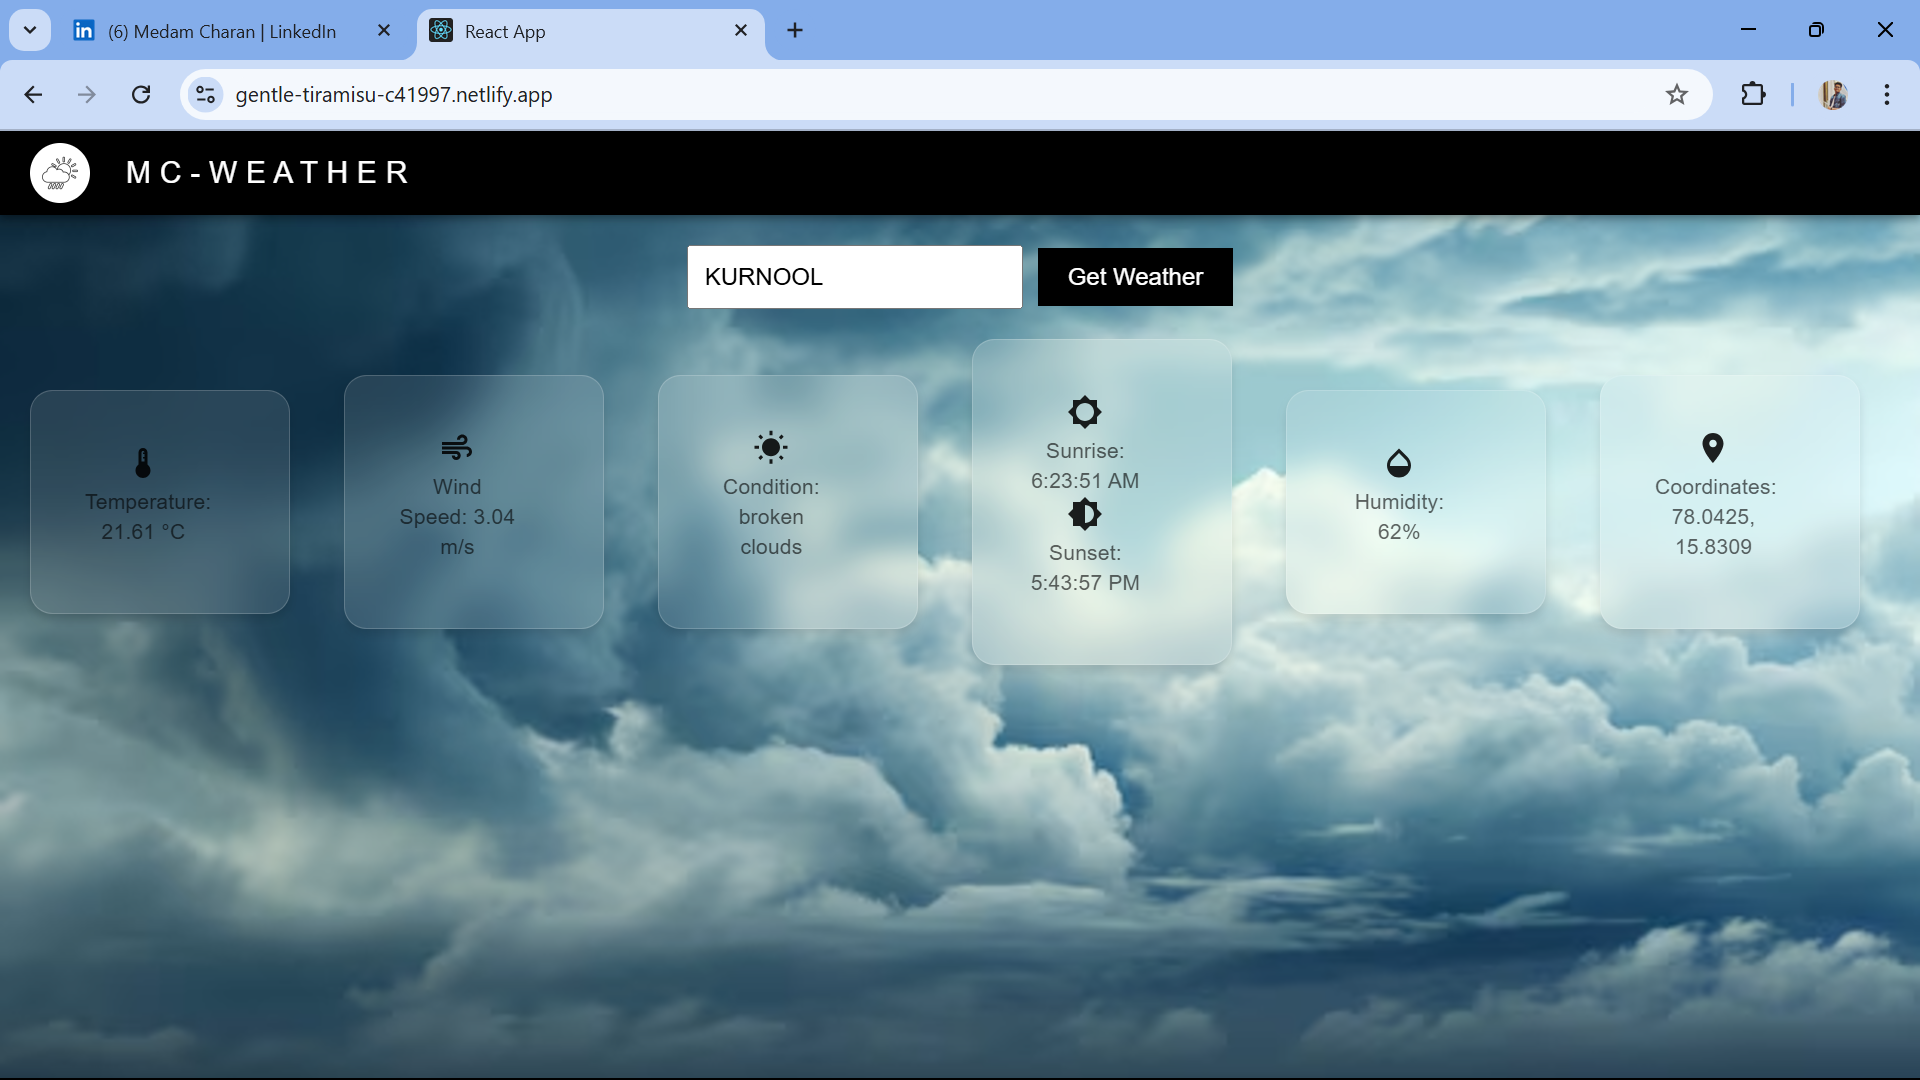 (6) Medam Charan | LinkedIn
React App
gentle-tiramisu-c41997.netlify.app
MC-WEATHER
KURNOOL
Get Weather
Temperature:
21.61 °C
Wind
Speed: 3.04
m/s
Condition:
broken
clouds
Sunrise:
6:23:51 AM
Sunset:
5:43:57 PM
Humidity:
62%
Coordinates:
78.0425,
15.8309